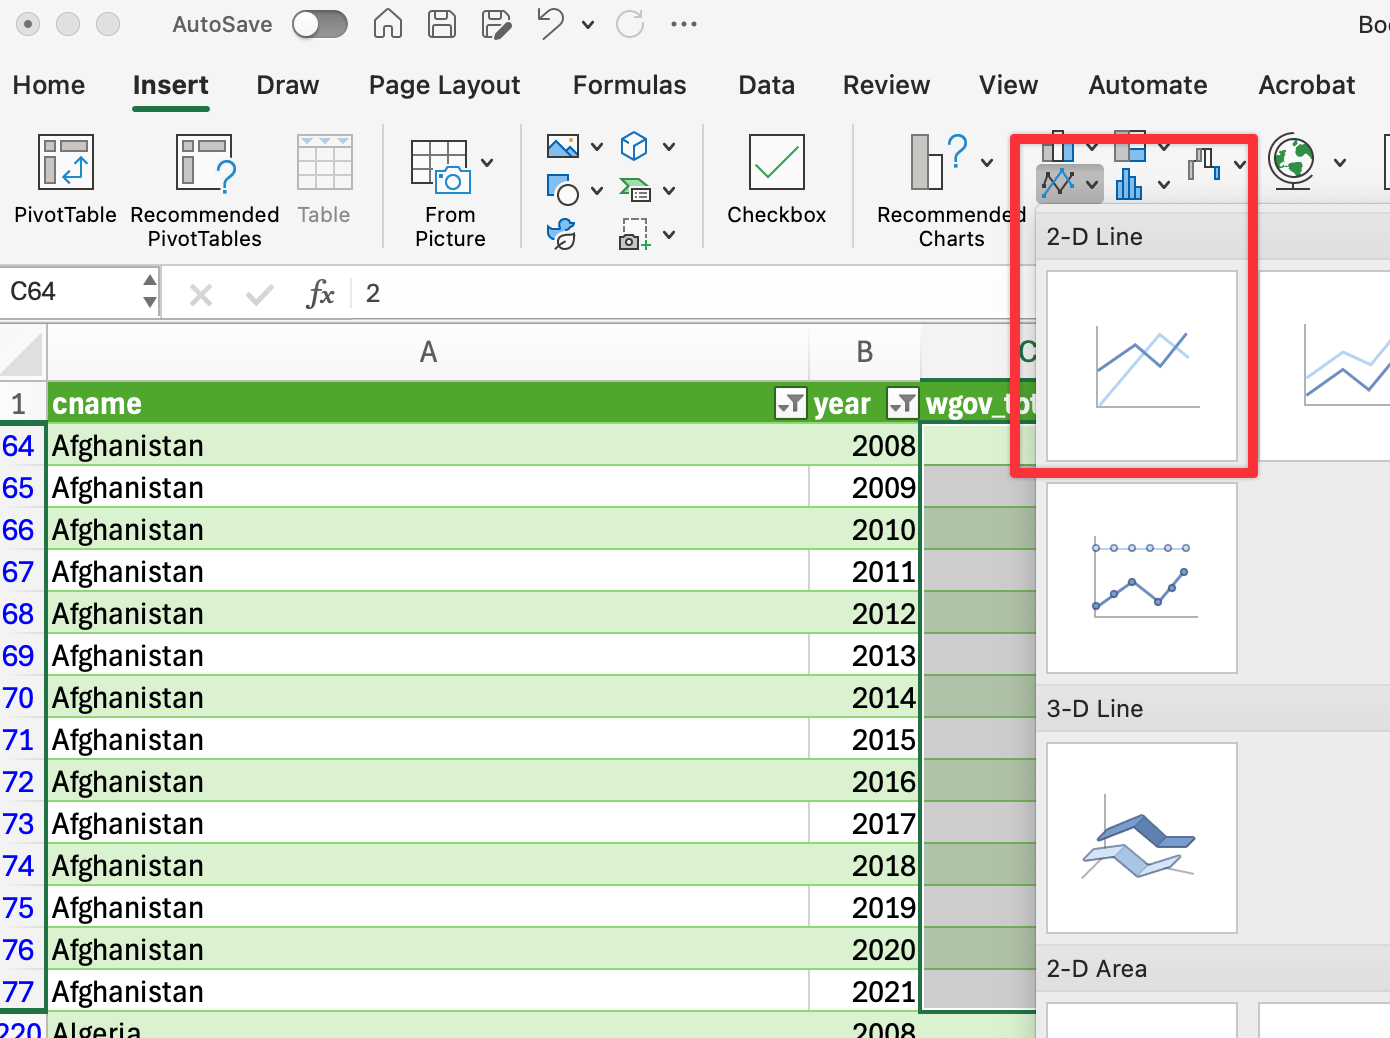 AutoSave
Boo
Home Insert Draw Page Layout Formulas Data Review View Automate Acrobat
PivotTable
Recommended
PivotTables
Table
From
Picture
Checkbox
Recommended
Charts
2-D Line
C64 fx 2
A B C
1 cname year wgov_tot
64 Afghanistan 2008
65 Afghanistan 2009
66 Afghanistan 2010
67 Afghanistan 2011
68 Afghanistan 2012
69 Afghanistan 2013
70 Afghanistan 2014
71 Afghanistan 2015
72 Afghanistan 2016
73 Afghanistan 2017
74 Afghanistan 2018
75 Afghanistan 2019
76 Afghanistan 2020
77 Afghanistan 2021
220 Algeria 2008
3-D Line
2-D Area